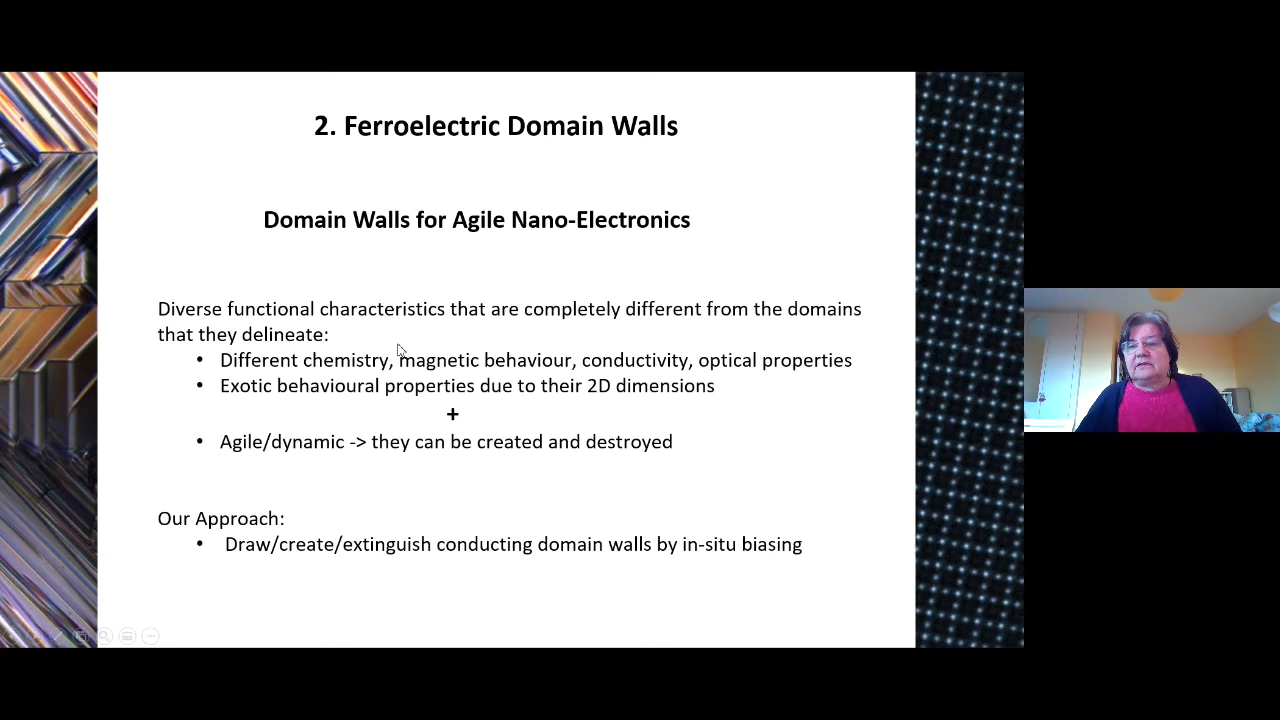 2. Ferroelectric Domain Walls
Domain Walls for Agile Nano-Electronics
Diverse functional characteristics that are completely different from the domains
that they delineate:
• Different chemistry, magnetic behaviour, conductivity, optical properties
• Exotic behavioural properties due to their 2D dimensions
+
• Agile/dynamic -> they can be created and destroyed
Our Approach:
• Draw/create/extinguish conducting domain walls by in-situ biasing